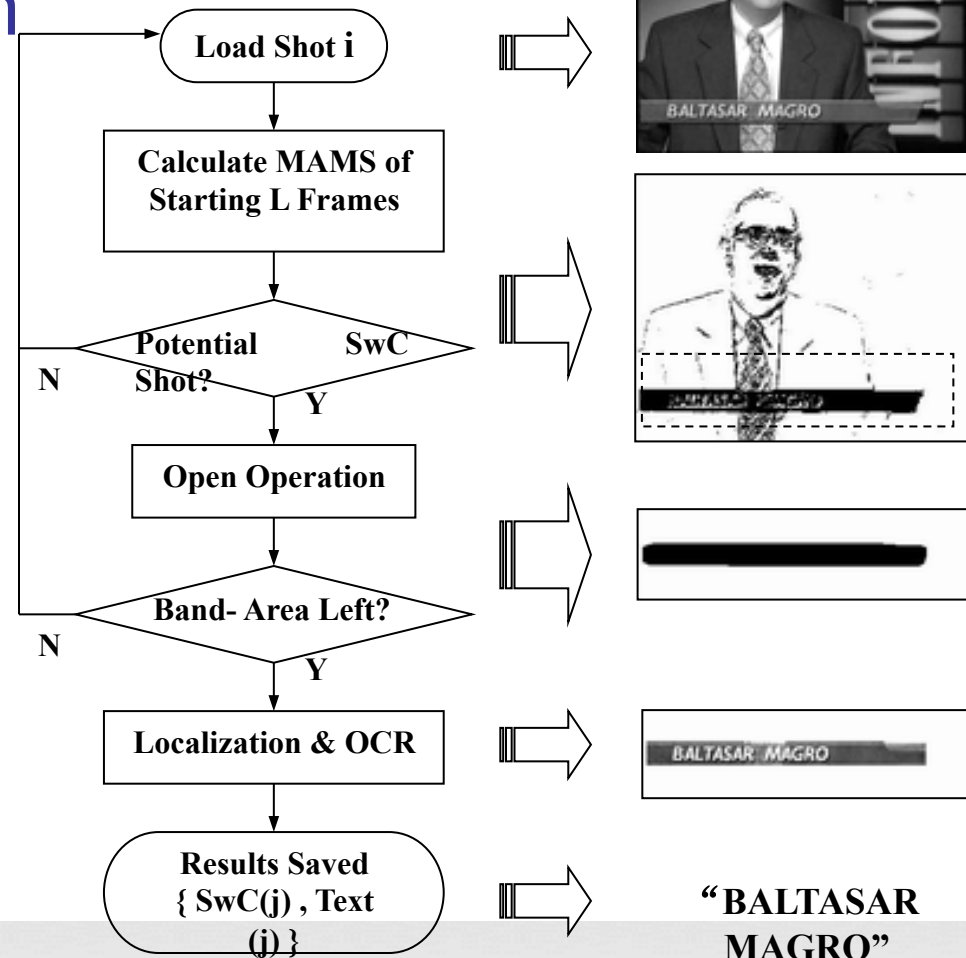 Load Shot i
BALTASAR MAGRO
Calculate MAMS of
Starting L Frames
Potential SwC
Shot?
N
Y
Open Operation
Band- Area Left?
N
Y
Localization & OCR
BALTASAR MAGRO
Results Saved
{ SwC(j) , Text
(j) }
“BALTASAR
MAGRO”